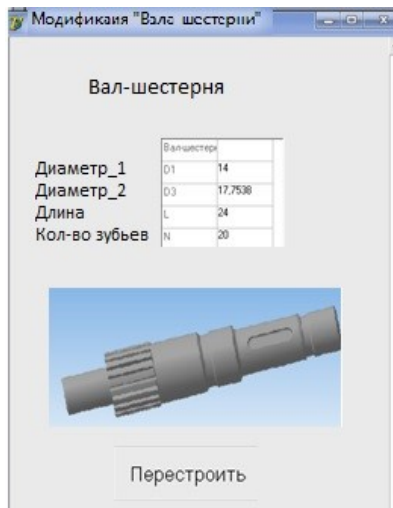 Модификаия "Вала-шестерни"
Вал-шестерня
Вал-шестерн
Диаметр_1 D1 14
Диаметр_2 D3 17,7538
Длина L 24
Кол-во зубьев N 20
Перестроить